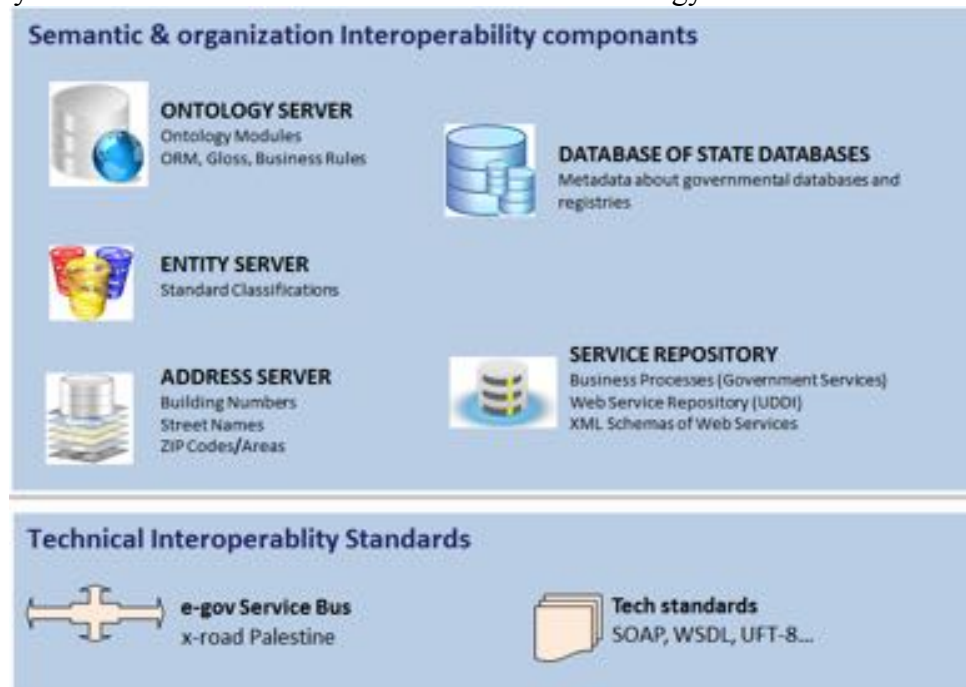 Semantic & organization Interoperability componants
ONTOLOGY SERVER
Ontology Modules
ORM, Gloss, Business Rules
DATABASE OF STATE DATABASES
Metadata about governmental databases and
registries
ENTITY SERVER
Standard Classifications
ADDRESS SERVER
Building Numbers
Street Names
ZIP Codes/Areas
SERVICE REPOSITORY
Business Processes (Government Services)
Web Service Repository (UDDI)
XML Schemas of Web Services
Technical Interoperablity Standards
e-gov Service Bus
x-road Palestine
Tech standards
SOAP, WSDL, UFT-8...